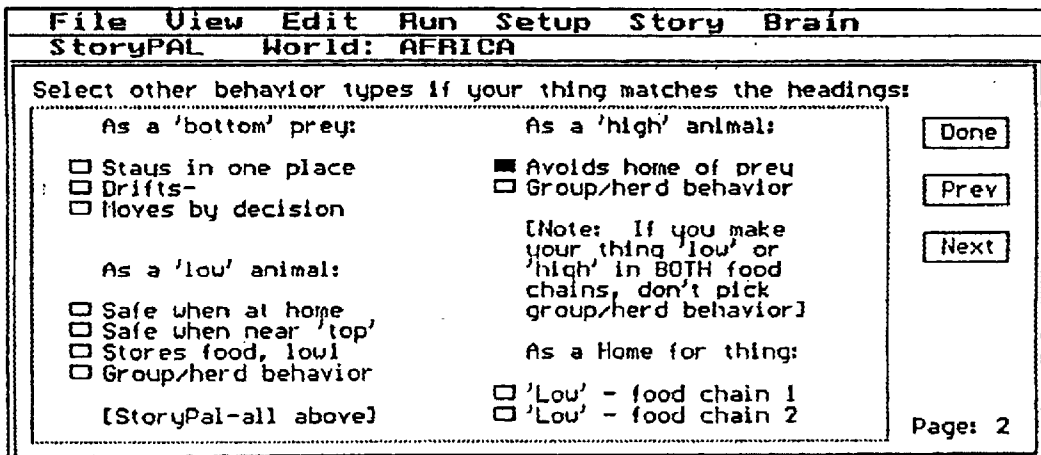 File View Edit Run Setup Story Brain
StoryPAL World: AFRICA
Select other behavior types if your thing matches the headings:
As a 'bottom' prey:
Stays in one place
Drifts-
Moves by decision
As a 'low' animal:
Safe when at home
Safe when near 'top'
Stores food, low1
Group/herd behavior
[StoryPal-all above]
As a 'high' animal:
Avoids home of prey
Group/herd behavior
[Note: If you make
your thing 'low' or
'high' in BOTH food
chains, don't pick
group/herd behavior]
As a Home for thing:
'Low' - food chain 1
'Low' - food chain 2
Done
Prev
Next
Page: 2